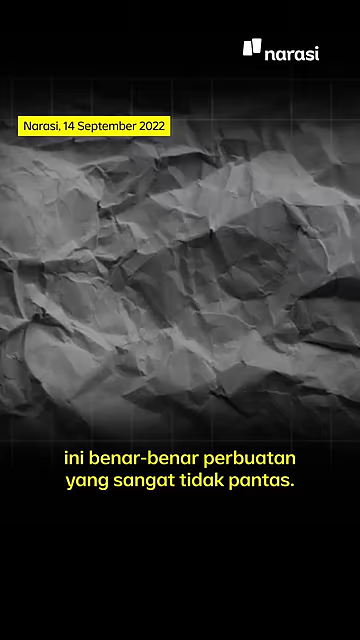 narasi
Narasi, 14 September 2022
ini benar-benar perbuatan
yang sangat tidak pantas.